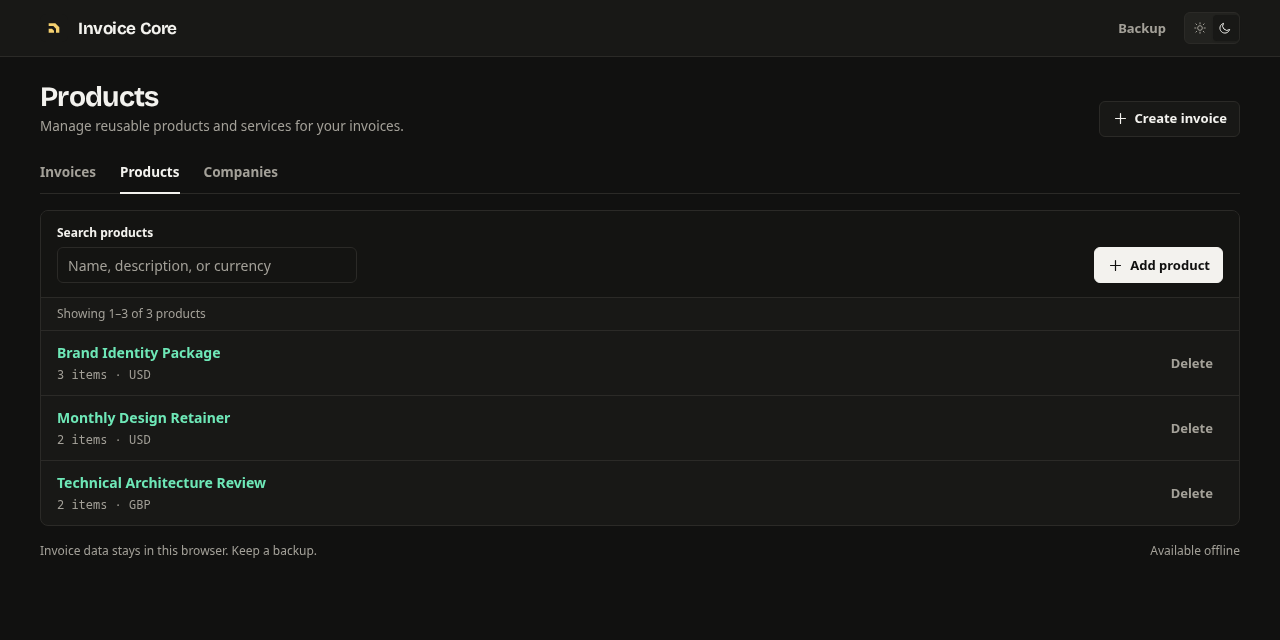 Invoice Core
Backup
Products
Manage reusable products and services for your invoices.
Create invoice
Invoices
Products
Companies
Search products
Name, description, or currency
Add product
Showing 1–3 of 3 products
Brand Identity Package
3 items · USD
Delete
Monthly Design Retainer
2 items · USD
Delete
Technical Architecture Review
2 items · GBP
Delete
Invoice data stays in this browser. Keep a backup.
Available offline